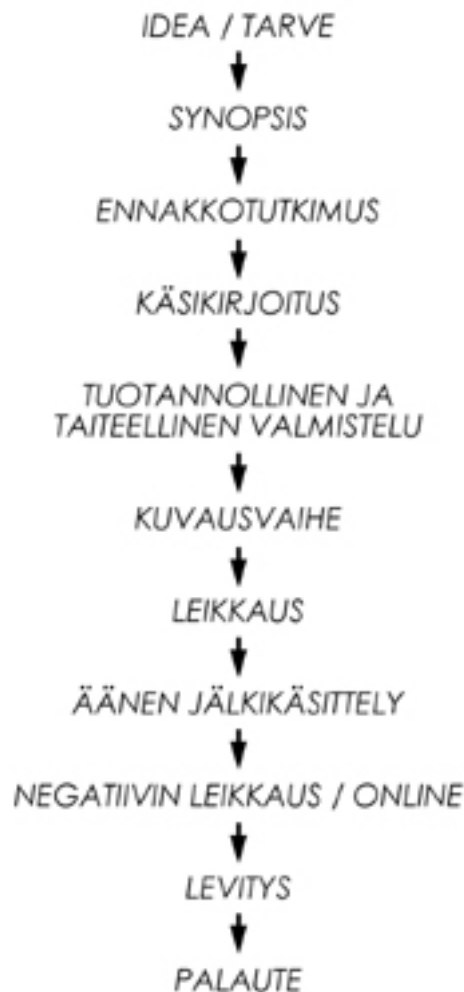 IDEA / TARVE
SYNOPSIS
ENNAKKOTUTKIMUS
KÄSIKIRJOITUS
TUOTANNOLLINEN JA
TAITEELLINEN VALMISTELU
KUVAUSVAIHE
LEIKKAUS
ÄÄNEN JÄLKIKÄSITTELY
NEGATIIVIN LEIKKAUS / ONLINE
LEVITYS
PALAUTE